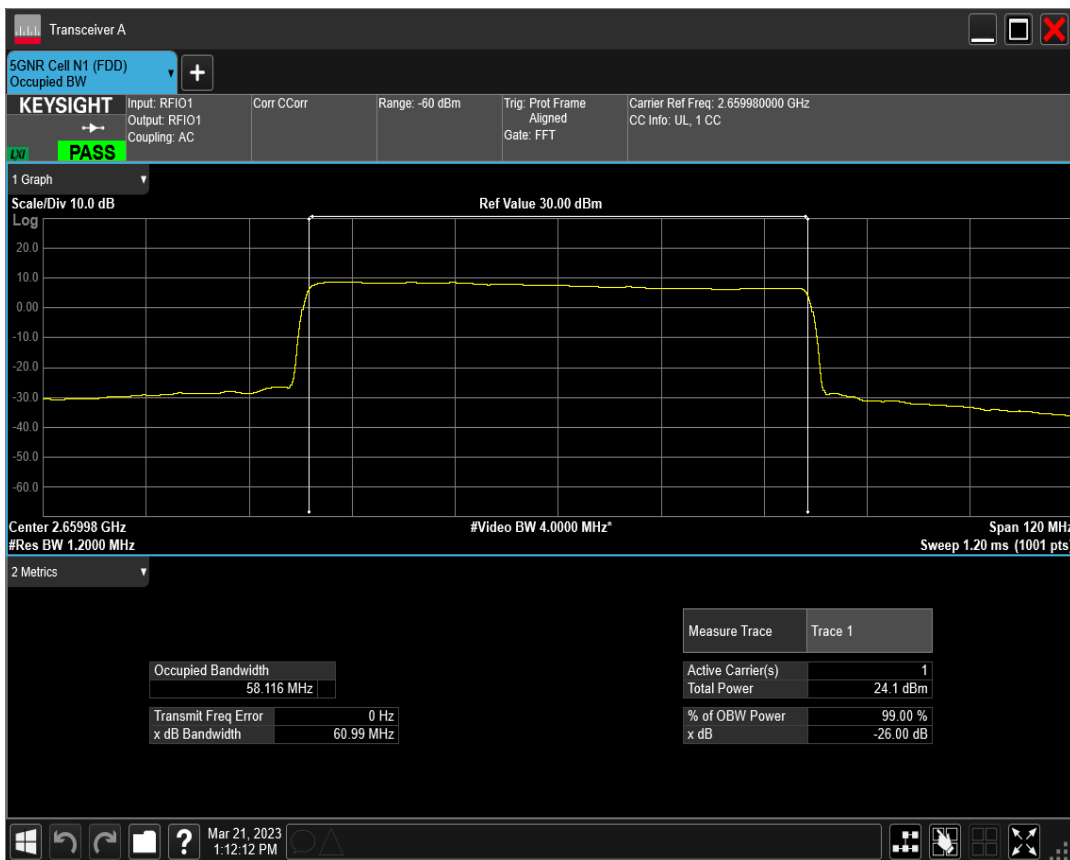 Transceiver A
5GNR Cell N1 (FDD)
Occupied BW
KEYSIGHT
LXI
PASS
Input: RFIO1
Output: RFIO1
Coupling: AC
Corr CCorr
Range: -60 dBm
Trig: Prot Frame
Aligned
Gate: FFT
Carrier Ref Freq: 2.659980000 GHz
CC Info: UL, 1 CC
1 Graph
Scale/Div 10.0 dB
Ref Value 30.00 dBm
Log
20.0
10.0
0.00
-10.0
-20.0
-30.0
-40.0
-50.0
-60.0
Center 2.65998 GHz
#Video BW 4.0000 MHz*
Span 120 MHz
#Res BW 1.2000 MHz
Sweep 1.20 ms (1001 pts)
2 Metrics
Measure Trace Trace 1
Occupied Bandwidth
58.116 MHz
Transmit Freq Error 0 Hz
x dB Bandwidth 60.99 MHz
Active Carrier(s) 1
Total Power 24.1 dBm
% of OBW Power 99.00 %
x dB -26.00 dB
?
Mar 21, 2023
1:12:12 PM